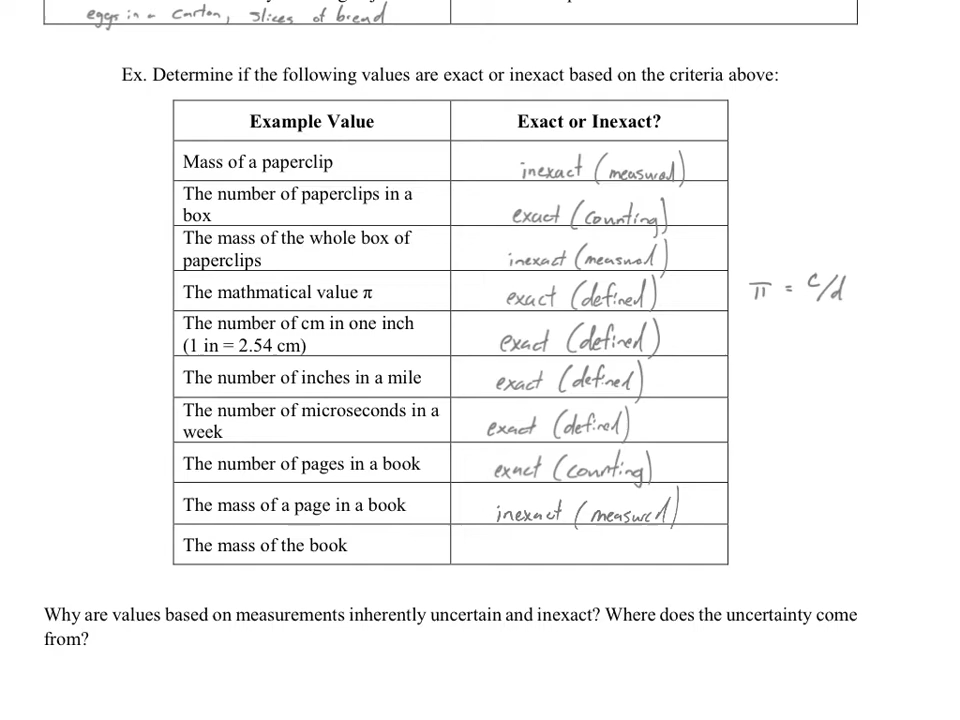 eggs in a carton, slices of bread
Ex. Determine if the following values are exact or inexact based on the criteria above:
Example Value Exact or Inexact?
Mass of a paperclip inexact (measured)
The number of paperclips in a
box exact (counting)
The mass of the whole box of
paperclips inexact (measured)
The mathmatical value π exact (defined) π = c/d
The number of cm in one inch
(1 in = 2.54 cm) exact (defined)
The number of inches in a mile exact (defined)
The number of microseconds in a
week exact (defined)
The number of pages in a book exact (counting)
The mass of a page in a book inexact (measured)
The mass of the book
Why are values based on measurements inherently uncertain and inexact? Where does the uncertainty come
from?